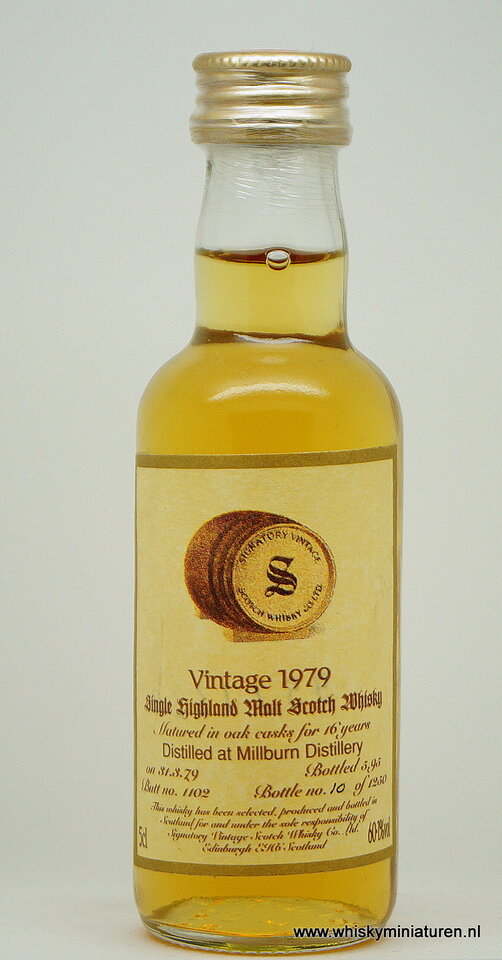 SIGNATORY VINTAGE
S
SCOTCH WHISKY CO LTD.
Vintage 1979
Single Highland Malt Scotch Whisky
Matured in oak casks for 16 years
Distilled at Millburn Distillery
on 31.3.79 Bottled 5,95
Butt no. 1102 Bottle no. 10 of 1250
This whisky has been selected, produced and bottled in
Scotland for and under the sole responsibility of
Signatory Vintage Scotch Whisky Co. Ltd.
Edinburgh EH6 Scotland
5cl 60·1%vol
www.whiskyminiaturen.nl